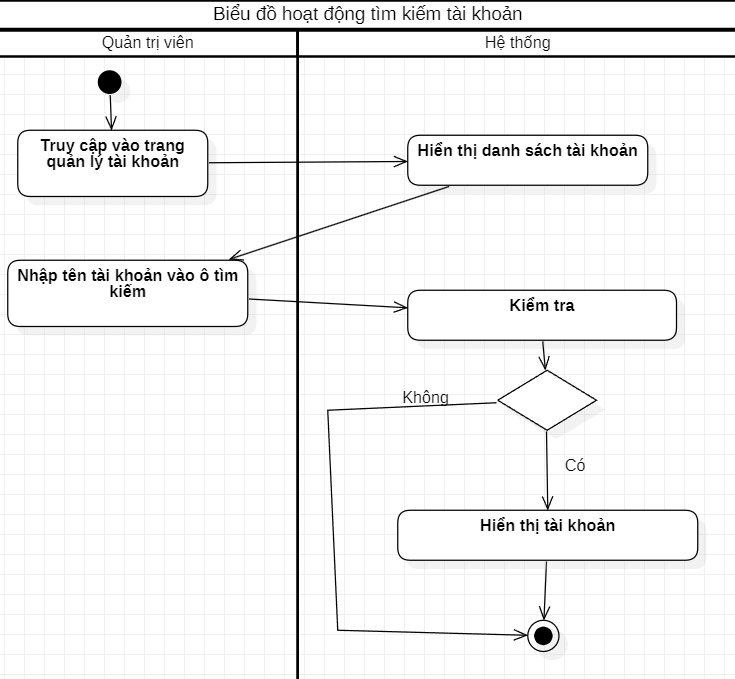 Biểu đồ hoạt động tìm kiếm tài khoản
Quản trị viên
Hệ thống
Truy cập vào trang
quản lý tài khoản
Hiển thị danh sách tài khoản
Nhập tên tài khoản vào ô tìm
kiếm
Kiểm tra
Không
Có
Hiển thị tài khoản